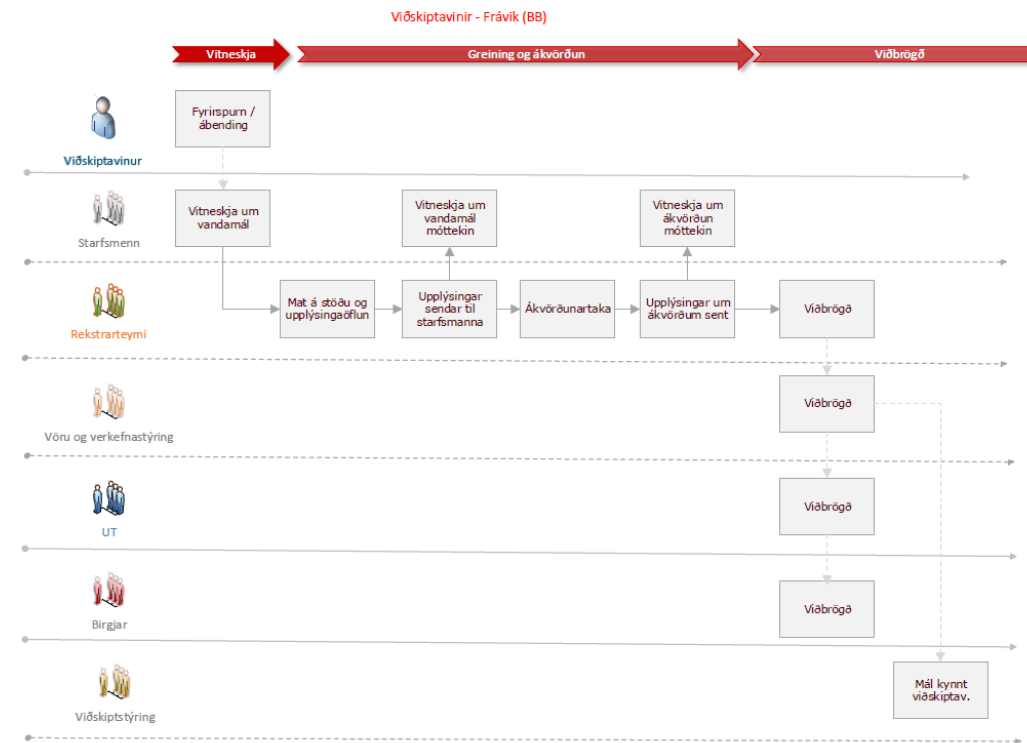 Viðskiptavinir - Frávik (BB)
Vitneskja
Greining og ákvörðun
Viðbrögð
Fyrirspurn /
ábending
Viðskiptavinur
Vitneskja um
vandamál
Vitneskja um
vandamál
móttekin
Vitneskja um
ákvörðun
móttekin
Starfsmenn
Mat á stöðu og
upplýsingaöflun
Upplýsingar
sendar til
starfsmanna
Ákvörðunartaka
Upplýsingar um
ákvörðum sent
Viðbrögð
Rekstrarteymi
Viðbrögð
Vöru og verkefnastýring
Viðbrögð
UT
Viðbrögð
Birgjar
Mál kynnt
viðskiptav.
Viðskiptstýring